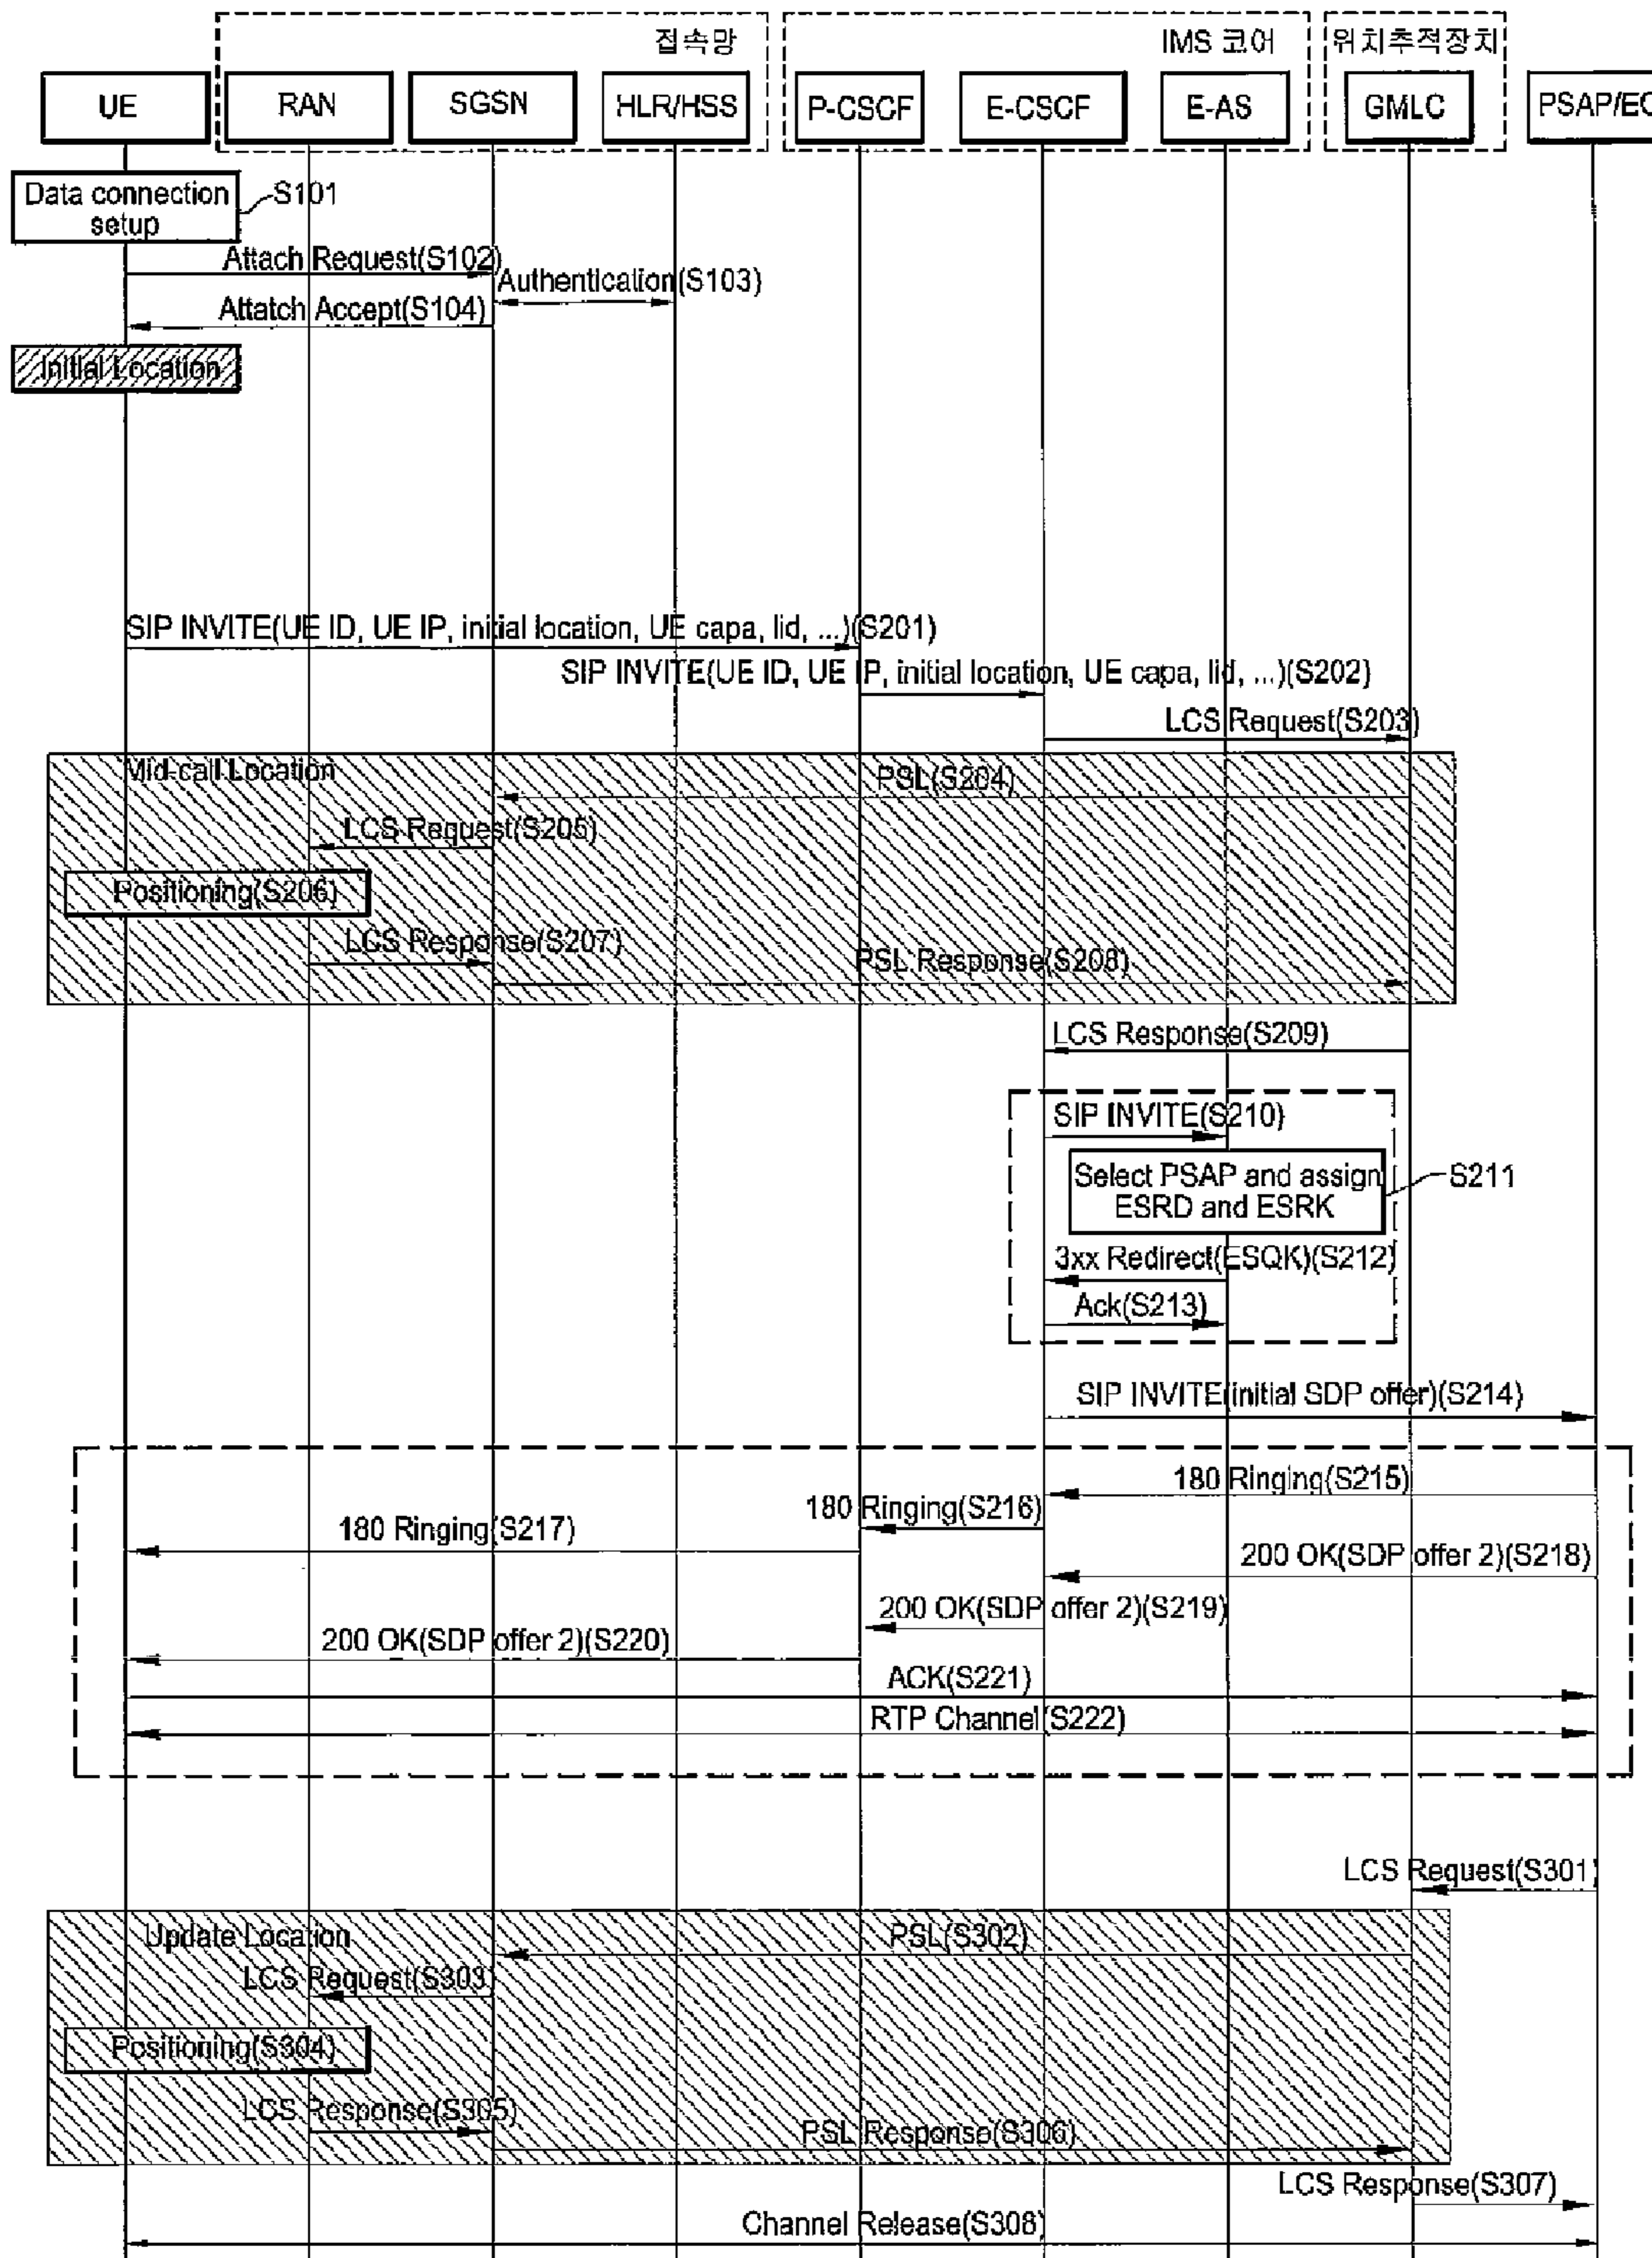 접속망
IMS 코어
위치추적장치
UE
RAN
SGSN
HLR/HSS
P-CSCF
E-CSCF
E-AS
GMLC
PSAP/EC
Data connection
setup
S101
Attach Request(S102)
Authentication(S103)
Attatch Accept(S104)
Initial Location
SIP INVITE(UE ID, UE IP, initial location, UE capa, lid, ...)(S201)
SIP INVITE(UE ID, UE IP, initial location, UE capa, lid, ...)(S202)
LCS Request(S203)
Mid-call Location
PSL(S204)
LCS Request(S205)
Positioning(S206)
LCS Response(S207)
PSL Response(S208)
LCS Response(S209)
SIP INVITE(S210)
Select PSAP and assign
ESRD and ESRK
S211
3xx Redirect(ESQK)(S212)
Ack(S213)
SIP INVITE(initial SDP offer)(S214)
180 Ringing(S215)
180 Ringing(S216)
180 Ringing(S217)
200 OK(SDP offer 2)(S218)
200 OK(SDP offer 2)(S219)
200 OK(SDP offer 2)(S220)
ACK(S221)
RTP Channel(S222)
LCS Request(S301)
Update Location
PSL(S302)
LCS Request(S303)
Positioning(S304)
LCS Response(S305)
PSL Response(S306)
LCS Response(S307)
Channel Release(S308)